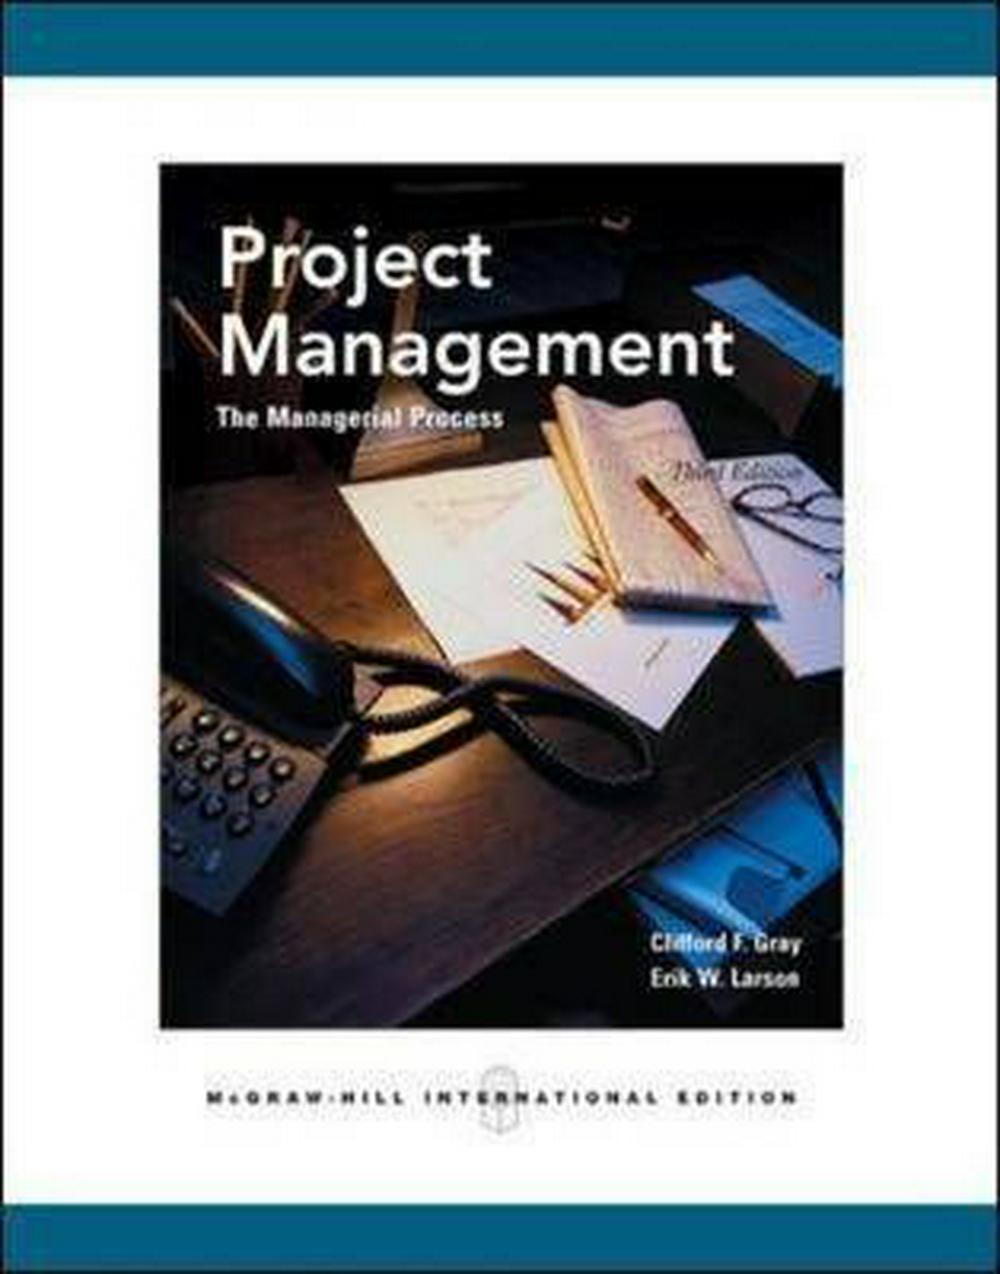 Project
Management
The Managerial Process
Third Edition
Clifford F. Gray
Erik W. Larson
McGRAW-HILL INTERNATIONAL EDITION